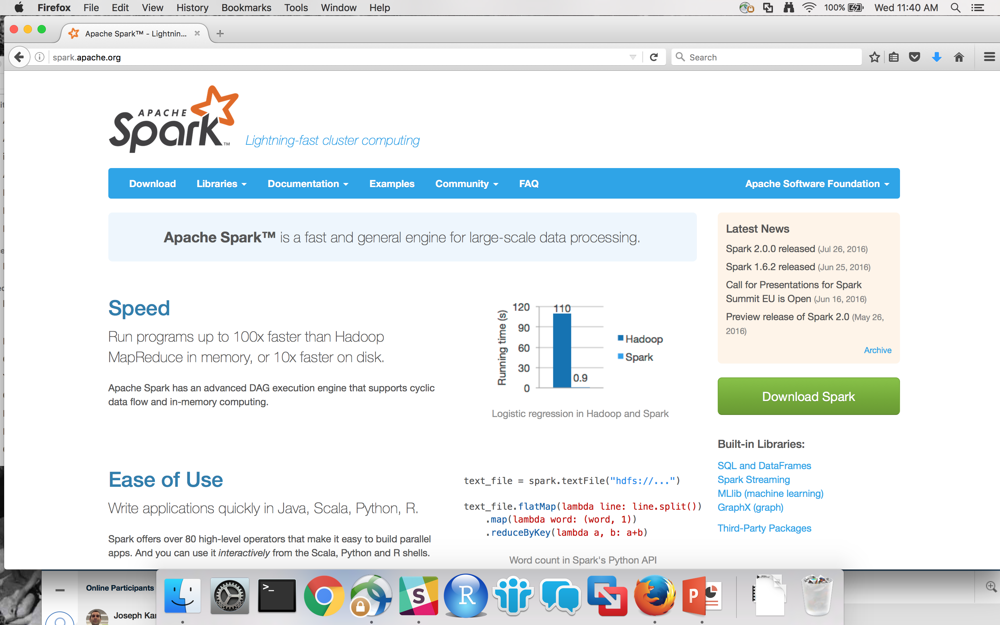 Firefox File Edit View History Bookmarks Tools Window Help 100% Wed 11:40 AM
Apache Spark™ - Lightnin...
spark.apache.org Search
APACHE
Spark™ Lightning-fast cluster computing
Download Libraries Documentation Examples Community FAQ Apache Software Foundation
Apache Spark™ is a fast and general engine for large-scale data processing.
Speed
Run programs up to 100x faster than Hadoop
MapReduce in memory, or 10x faster on disk.
Apache Spark has an advanced DAG execution engine that supports cyclic
data flow and in-memory computing.
Running time (s)
120
90
60
30
0
110
0.9
Hadoop
Spark
Logistic regression in Hadoop and Spark
Latest News
Spark 2.0.0 released (Jul 26, 2016)
Spark 1.6.2 released (Jun 25, 2016)
Call for Presentations for Spark
Summit EU is Open (Jun 16, 2016)
Preview release of Spark 2.0 (May 26,
2016)
Archive
Download Spark
Built-in Libraries:
SQL and DataFrames
Spark Streaming
MLlib (machine learning)
GraphX (graph)
Third-Party Packages
Ease of Use
Write applications quickly in Java, Scala, Python, R.
Spark offers over 80 high-level operators that make it easy to build parallel
apps. And you can use it interactively from the Scala, Python and R shells.
text_file = spark.textFile("hdfs://...")
text_file.flatMap(lambda line: line.split())
.map(lambda word: (word, 1))
.reduceByKey(lambda a, b: a+b)
Word count in Spark's Python API
Online Participants
Joseph
>_
S
R
P